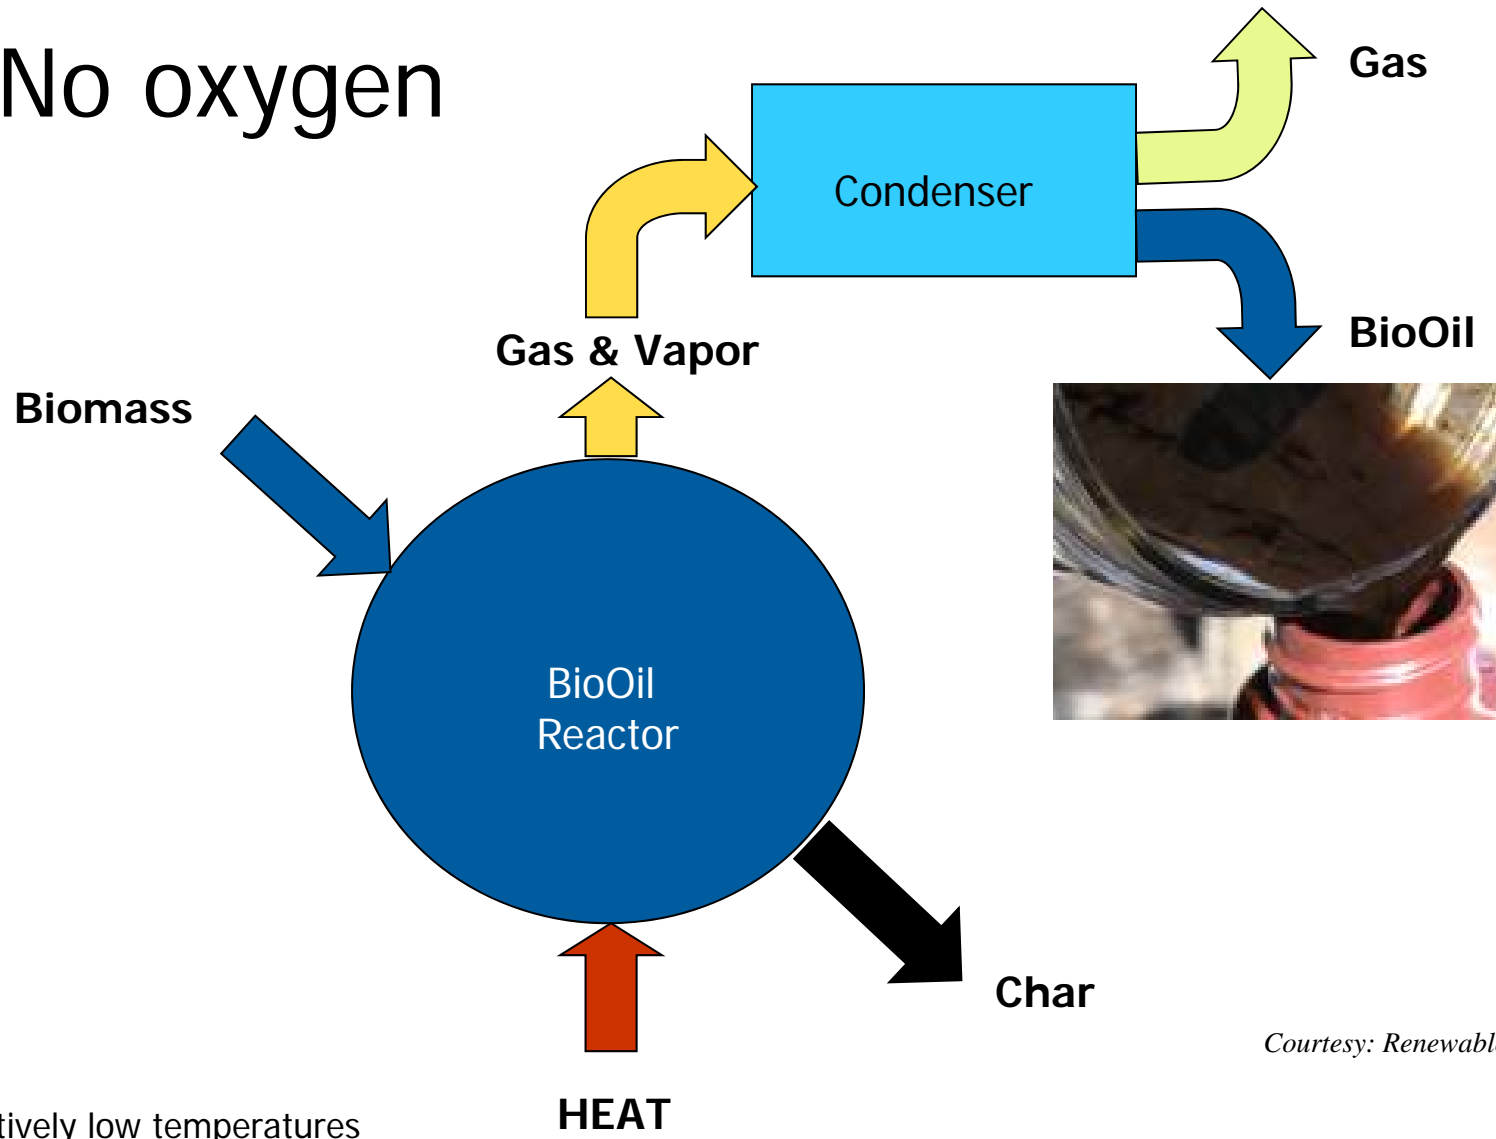 No oxygen
Gas
Condenser
BioOil
Gas & Vapor
Biomass
BioOil
Reactor
Char
Courtesy: Renewabl
HEAT
tively low temperatures